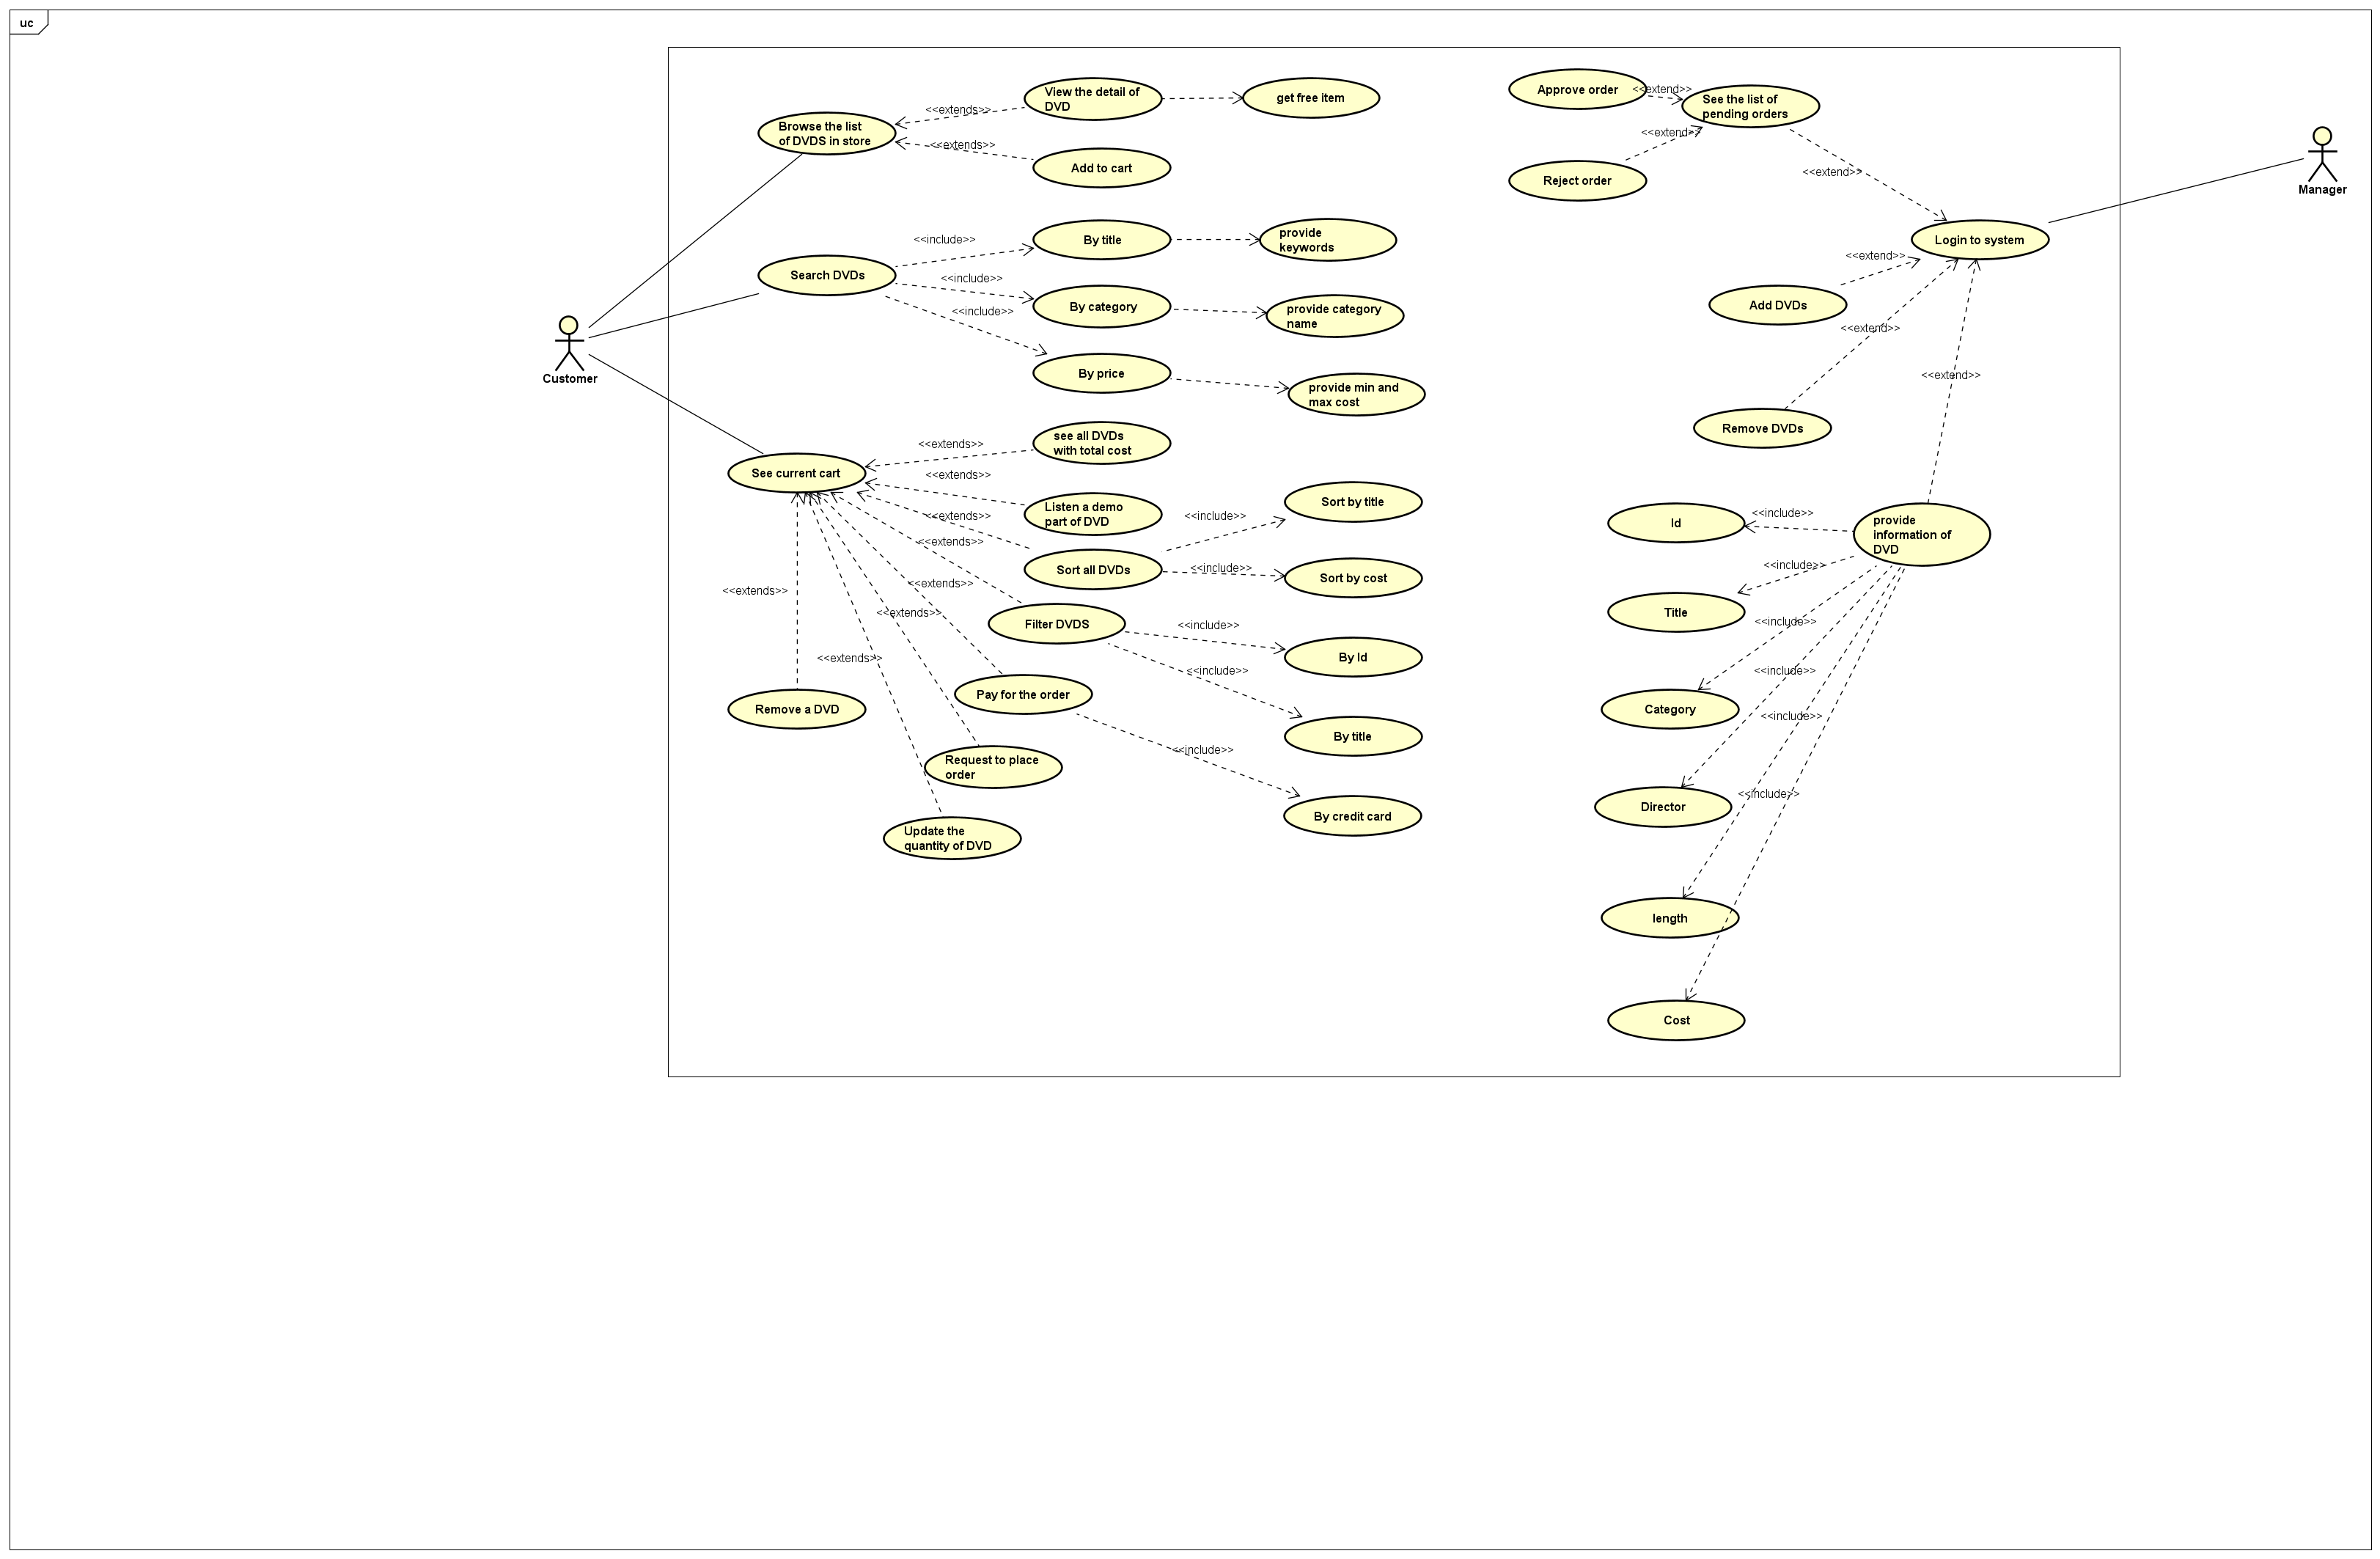 uc
View the detail of
DVD
get free item
<<extends>>
Browse the list
of DVDS in store
<<extends>>
Add to cart
Approve order
<<extend>>
See the list of
pending orders
<<extend>>
Reject order
<<extend>>
Manager
Login to system
<<include>>
By title
provide
keywords
Search DVDs
<<include>>
By category
provide category
name
<<include>>
By price
provide min and
max cost
Customer
<<extend>>
Add DVDs
<<extend>>
<<extend>>
Remove DVDs
<<extends>>
see all DVDs
with total cost
See current cart
<<extends>>
Listen a demo
part of DVD
<<extends>>
Sort all DVDs
<<include>>
Sort by title
<<include>>
Sort by cost
<<extends>>
Filter DVDS
<<include>>
By Id
<<include>>
By title
<<extends>>
Pay for the order
<<include>>
By credit card
<<extends>>
Request to place
order
<<extends>>
Update the
quantity of DVD
<<extends>>
Remove a DVD
provide
information of
DVD
<<include>>
Id
<<include>>
Title
<<include>>
Category
<<include>>
Director
<<include>>
length
<<include>>
Cost